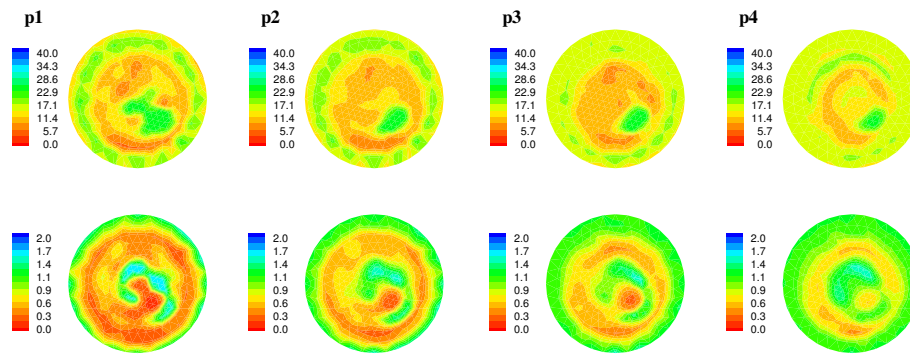 p1 p2 p3 p4
40.0 40.0 40.0 40.0
34.3 34.3 34.3 34.3
28.6 28.6 28.6 28.6
22.9 22.9 22.9 22.9
17.1 17.1 17.1 17.1
11.4 11.4 11.4 11.4
5.7 5.7 5.7 5.7
0.0 0.0 0.0 0.0
2.0 2.0 2.0 2.0
1.7 1.7 1.7 1.7
1.4 1.4 1.4 1.4
1.1 1.1 1.1 1.1
0.9 0.9 0.9 0.9
0.6 0.6 0.6 0.6
0.3 0.3 0.3 0.3
0.0 0.0 0.0 0.0